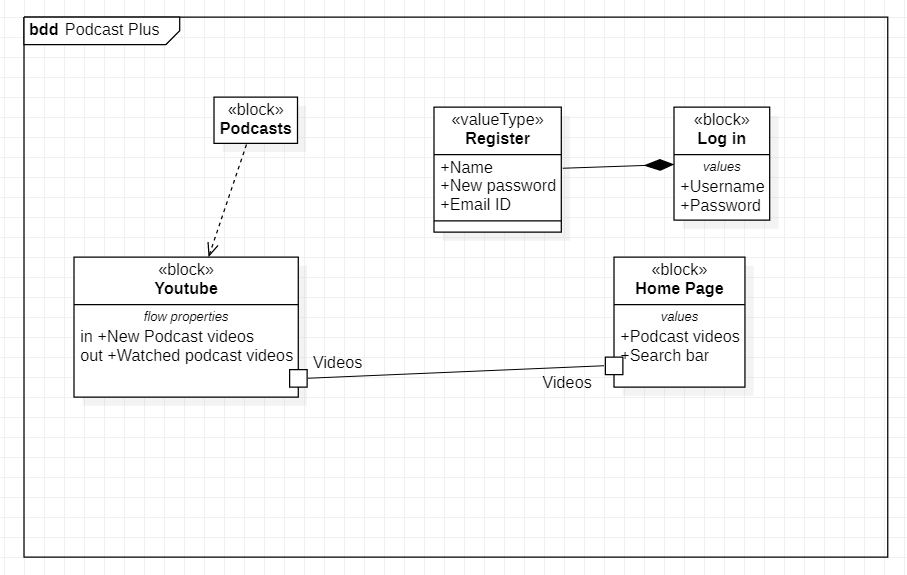 bdd Podcast Plus
«block»
Podcasts
«valueType»
Register
+Name
+New password
+Email ID
«block»
Log in
values
+Username
+Password
«block»
Youtube
flow properties
in +New Podcast videos
out +Watched podcast videos
Videos
«block»
Home Page
values
+Podcast videos
+Search bar
Videos